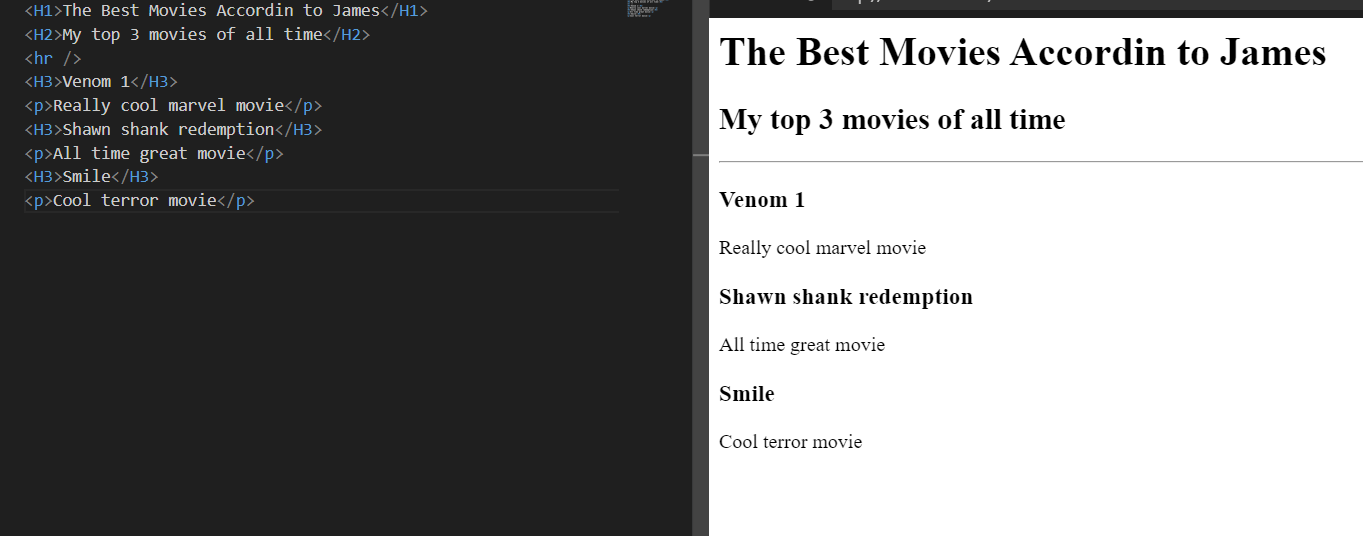 <H1>The Best Movies Accordin to James</H1>
<H2>My top 3 movies of all time</H2>
<hr />
<H3>Venom 1</H3>
<p>Really cool marvel movie</p>
<H3>Shawn shank redemption</H3>
<p>All time great movie</p>
<H3>Smile</H3>
<p>Cool terror movie</p>
The Best Movies Accordin to James
My top 3 movies of all time
Venom 1
Really cool marvel movie
Shawn shank redemption
All time great movie
Smile
Cool terror movie